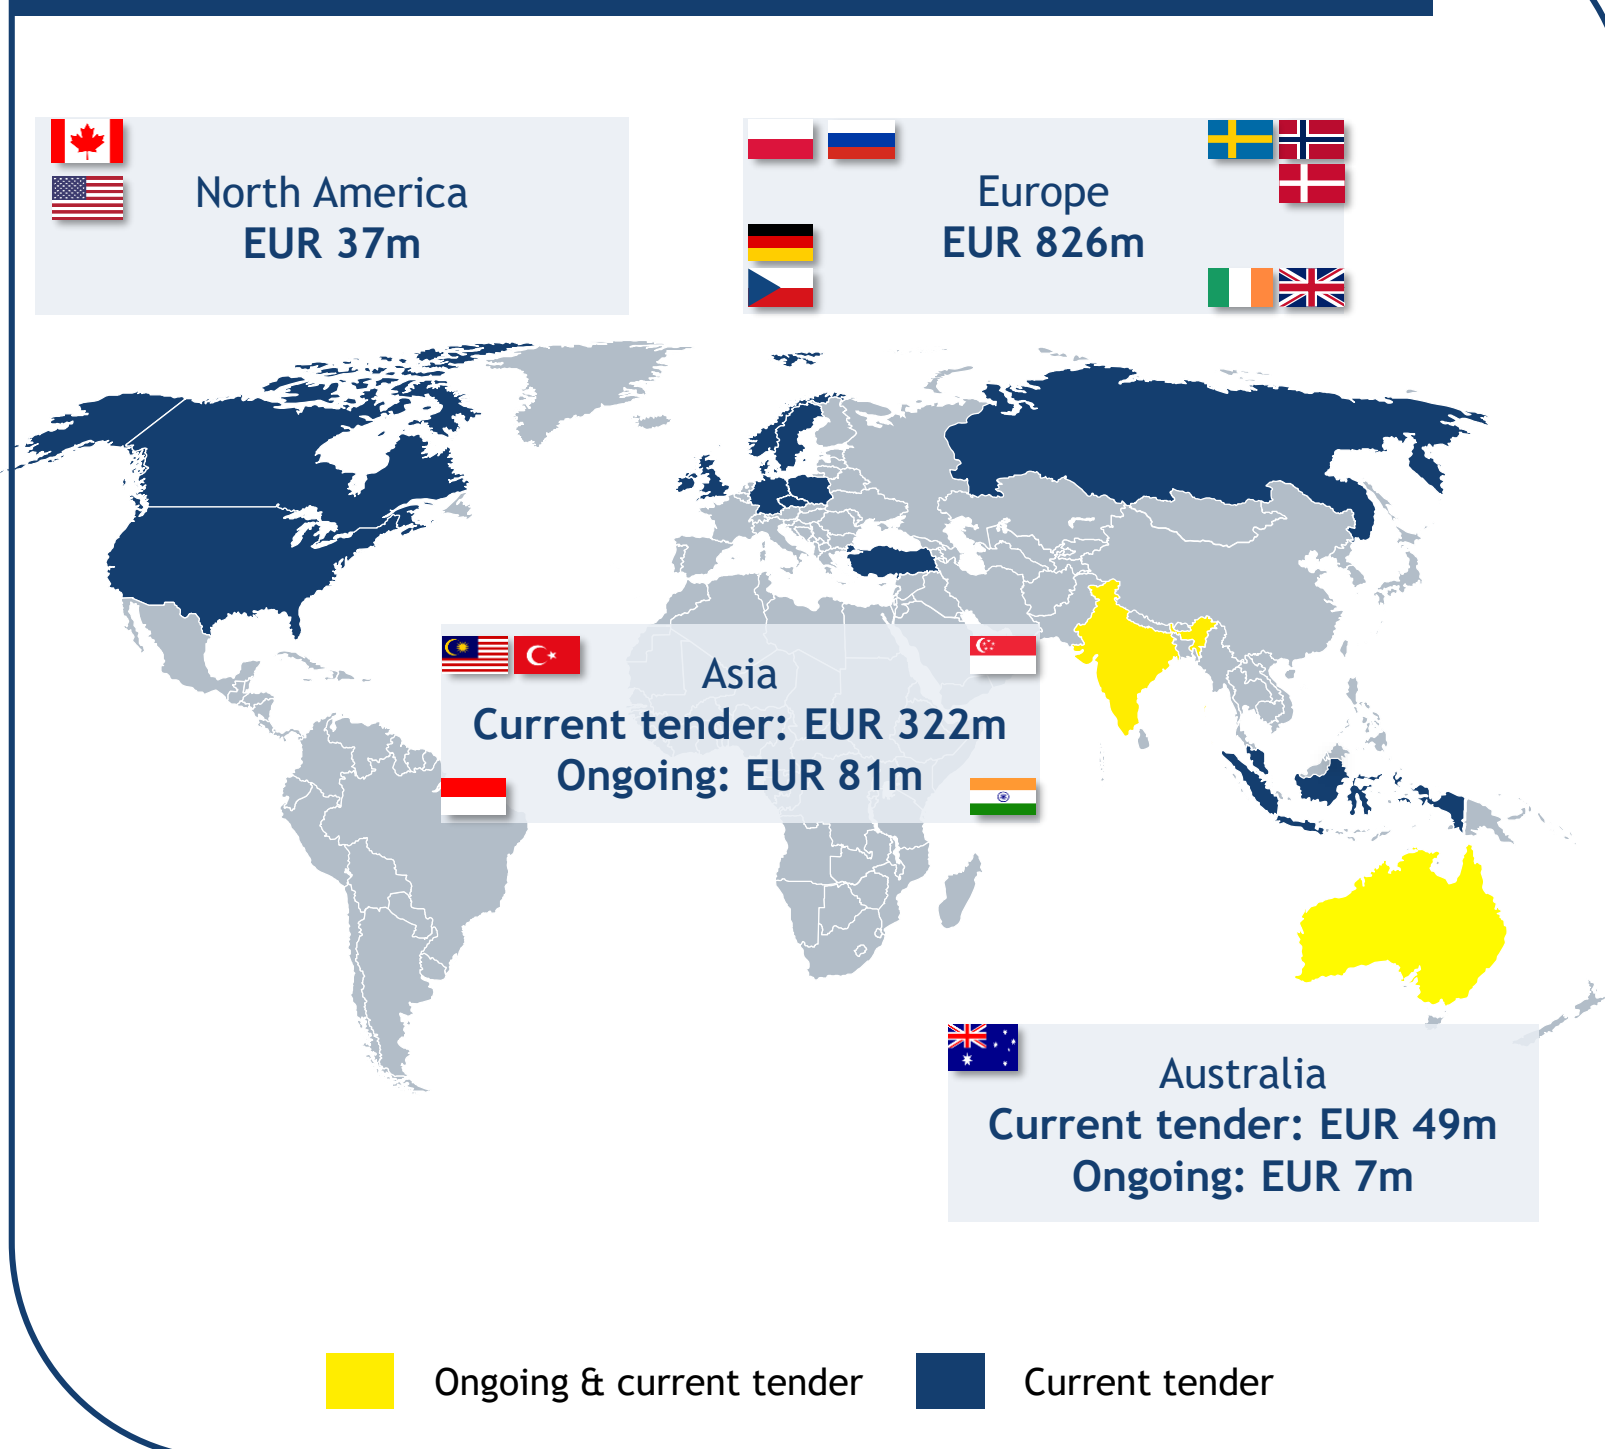 North America
EUR 37m
Europe
EUR 826m
Asia
Current tender: EUR 322m
Ongoing: EUR 81m
Australia
Current tender: EUR 49m
Ongoing: EUR 7m
Ongoing & current tender
Current tender